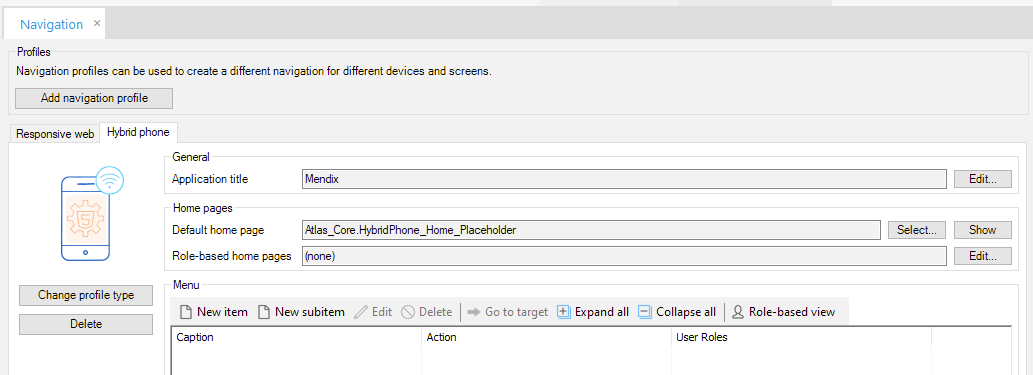 Navigation ×
Profiles
Navigation profiles can be used to create a different navigation for different devices and screens.
Add navigation profile
Responsive web Hybrid phone
General
Application title Mendix Edit...
Home pages
Default home page Atlas_Core.HybridPhone_Home_Placeholder Select... Show
Role-based home pages (none) Edit...
Change profile type
Delete
Menu
New item New subitem Edit Delete Go to target Expand all Collapse all Role-based view
Caption Action User Roles